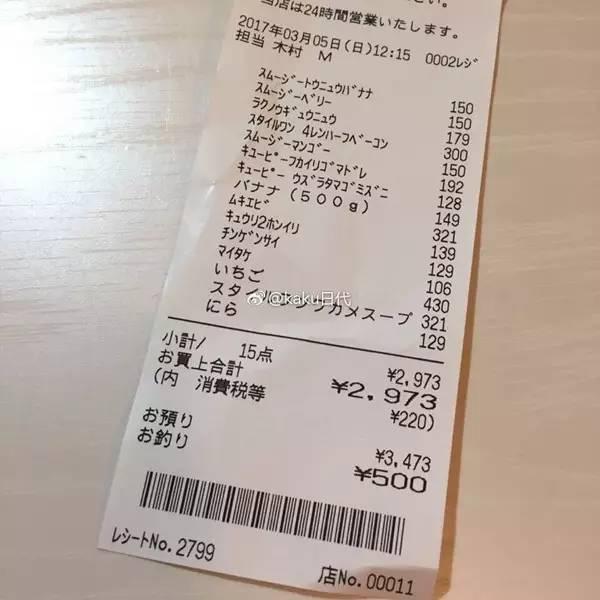 さい。
当店は24時間営業いたします。
2017年03月05日(日)12:15 0002ﾚｼﾞ
担当 木村 M
ｽﾑｰｼﾞｰﾄｳﾆｭｳﾊﾞﾅﾅ 150
ｽﾑｰｼﾞｰﾍﾞﾘｰ 150
ﾗｸﾉｳｷﾞｭｳﾆｭｳ 179
ｽﾀｲﾙﾜﾝ 4ﾚﾝﾊｰﾌﾍﾞｰｺﾝ 300
ｽﾑｰｼﾞｰﾏﾝｺﾞｰ 150
ｷﾕｰﾋﾟｰﾌｶｲﾘｺﾞﾏﾄﾞﾚ 192
ｷｭｰﾋﾟｰ ｳｽﾞﾗﾀﾏｺﾞﾐｽﾞﾆ 128
バナナ(500g) 149
ﾑｷｴﾋﾞ 321
ｷｭｳﾘ2ﾎﾝｲﾘ 139
ﾁﾝｹﾞﾝｻｲ 129
ﾏｲﾀｹ 106
いちご 430
ワカメスープ 321
にら 129
小計/ 15点 ¥2,973
お買上合計 ¥2,973
(内 消費税等 ¥220)
お預り ¥3,473
お釣り ¥500
ﾚｼｰﾄNo.2799 店No.00011
@kaku日代